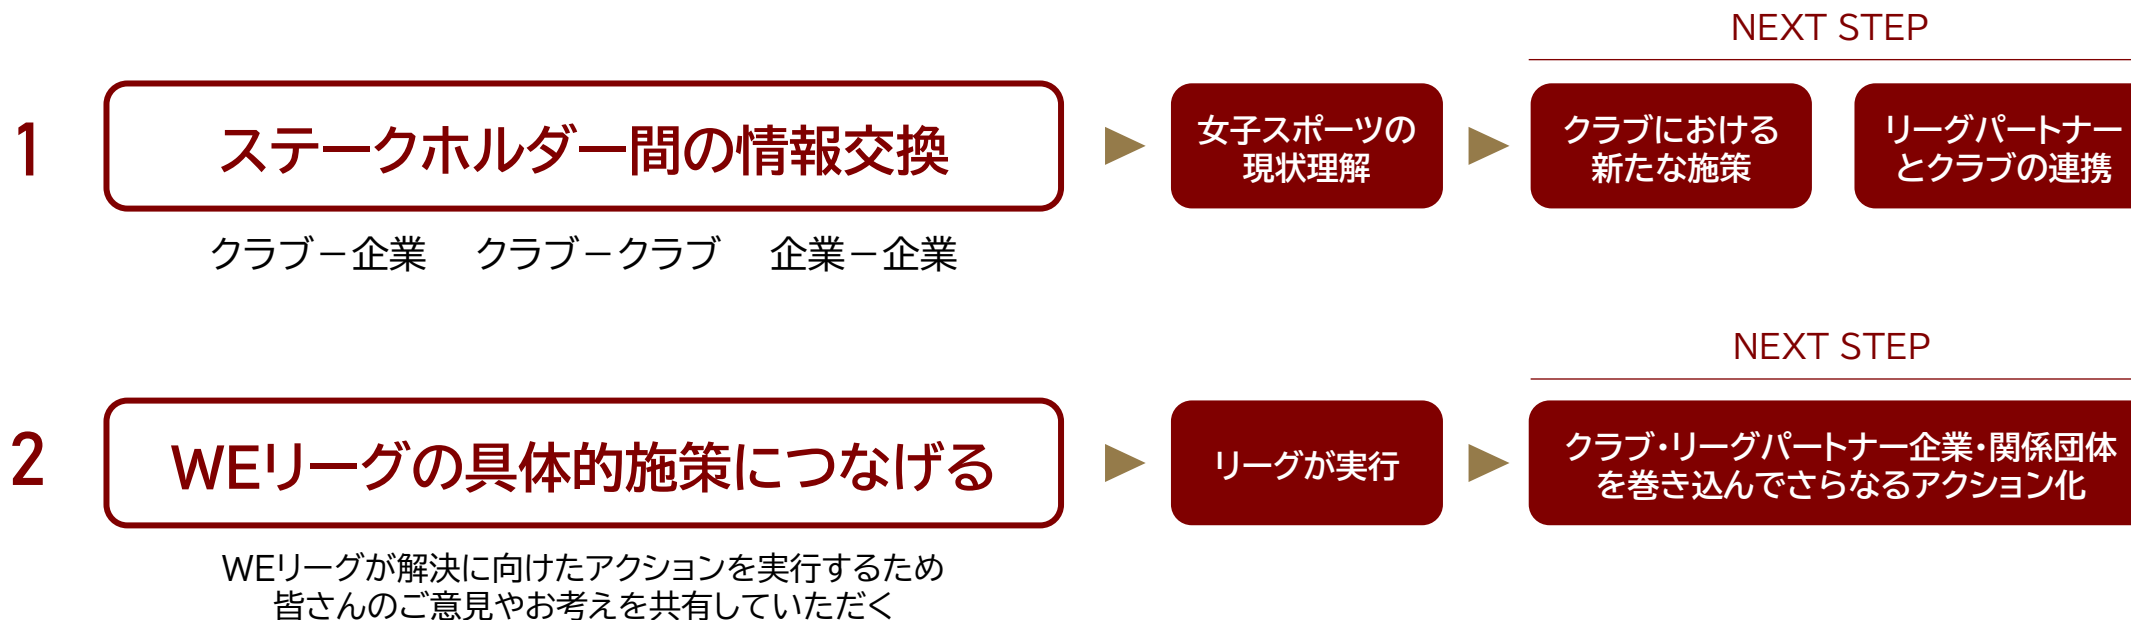 NEXT STEP
1
ステークホルダー間の情報交換
女子スポーツの
現状理解
クラブにおける
新たな施策
リーグパートナー
とクラブの連携
クラブ－企業 クラブ－クラブ 企業－企業
NEXT STEP
2
WEリーグの具体的施策につなげる
リーグが実行
クラブ・リーグパートナー企業・関係団体
を巻き込んでさらなるアクション化
WEリーグが解決に向けたアクションを実行するため
皆さんのご意見やお考えを共有していただく